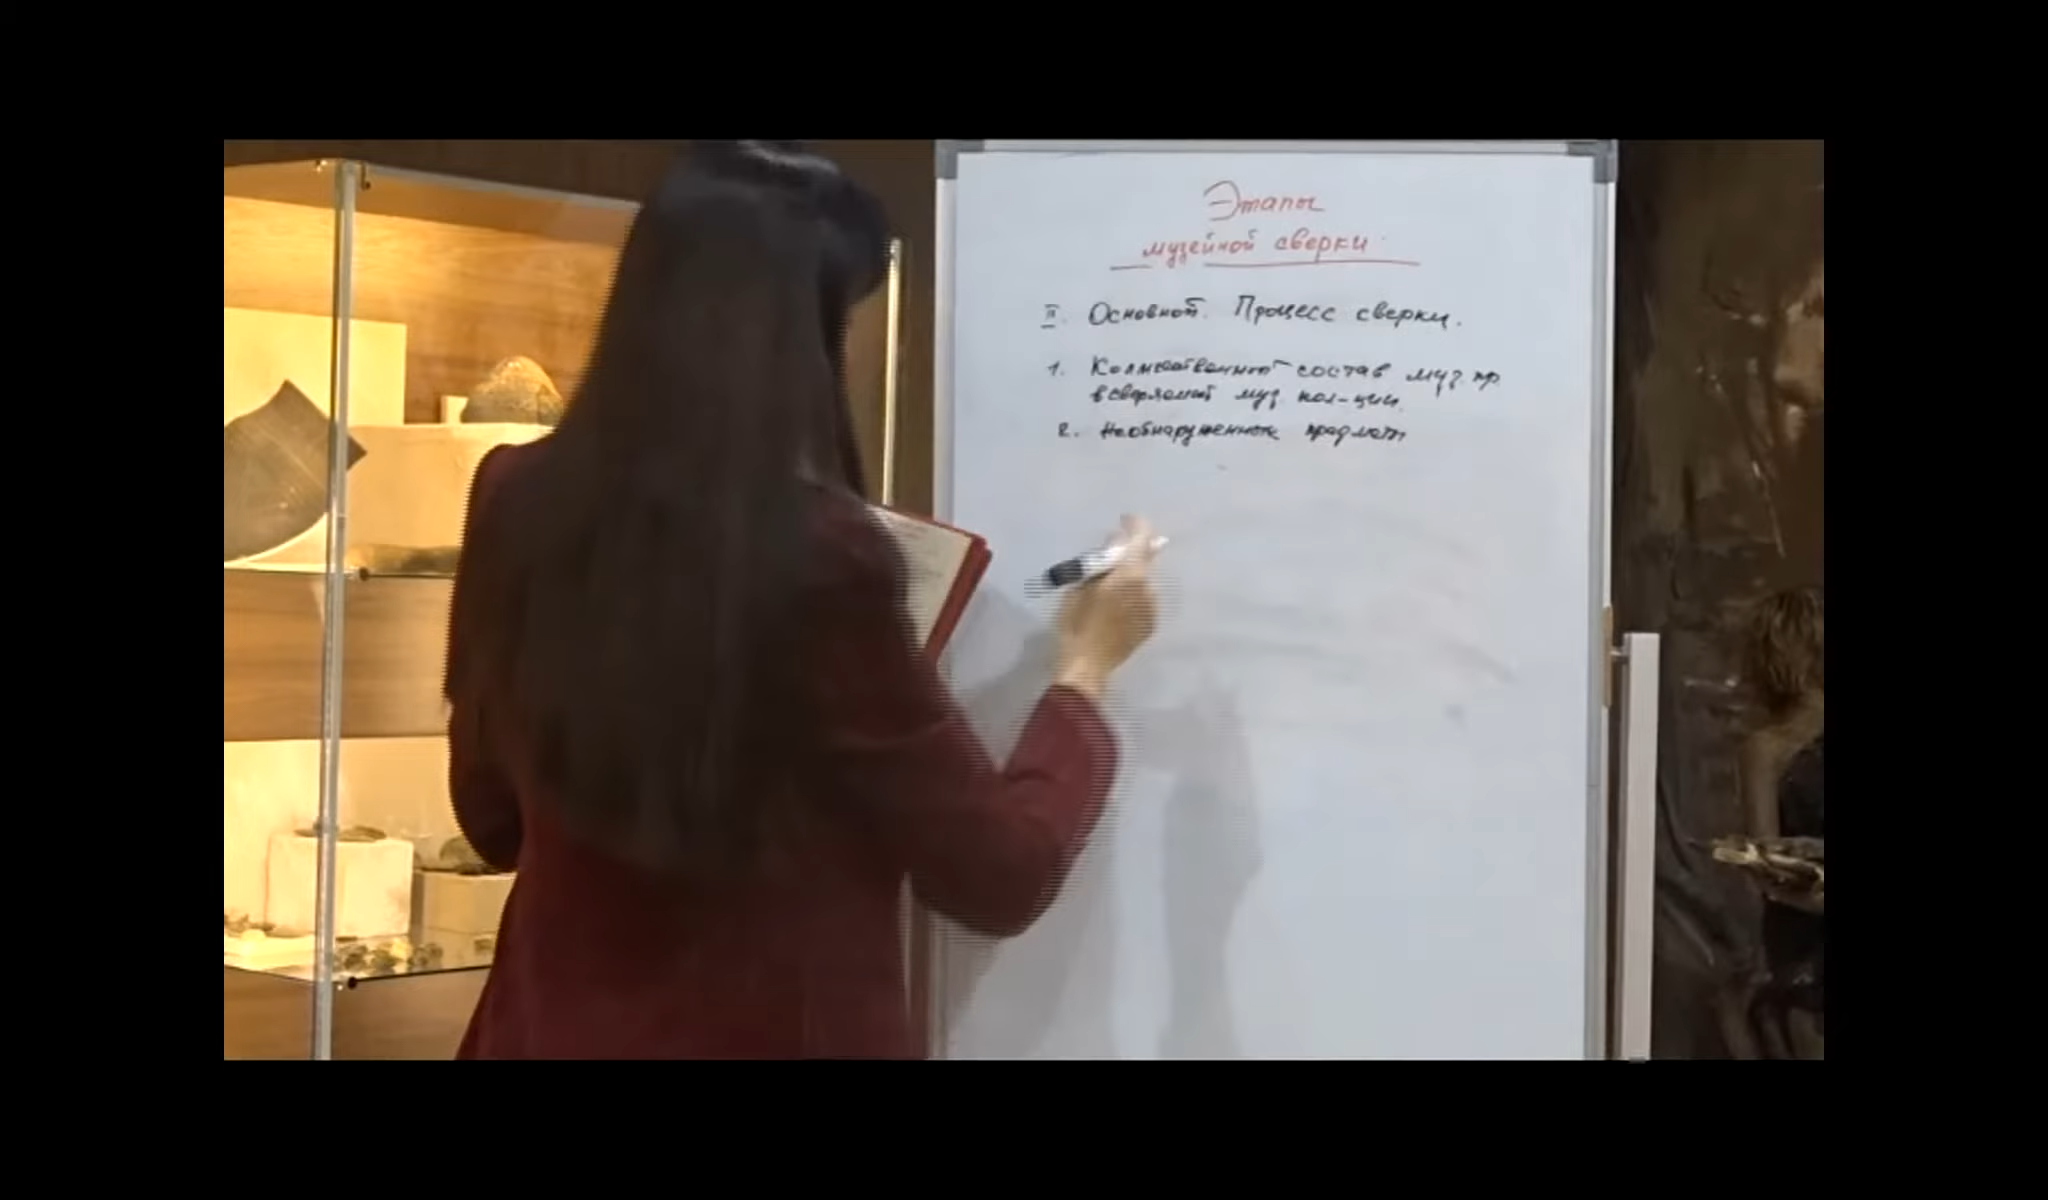 Этапы
музейной сверки.
II. Основной. Процесс сверки.
1. Количественный состав муз. пр.
в сверяемой муз. кол-ции.
2. Необнаруженные предметы